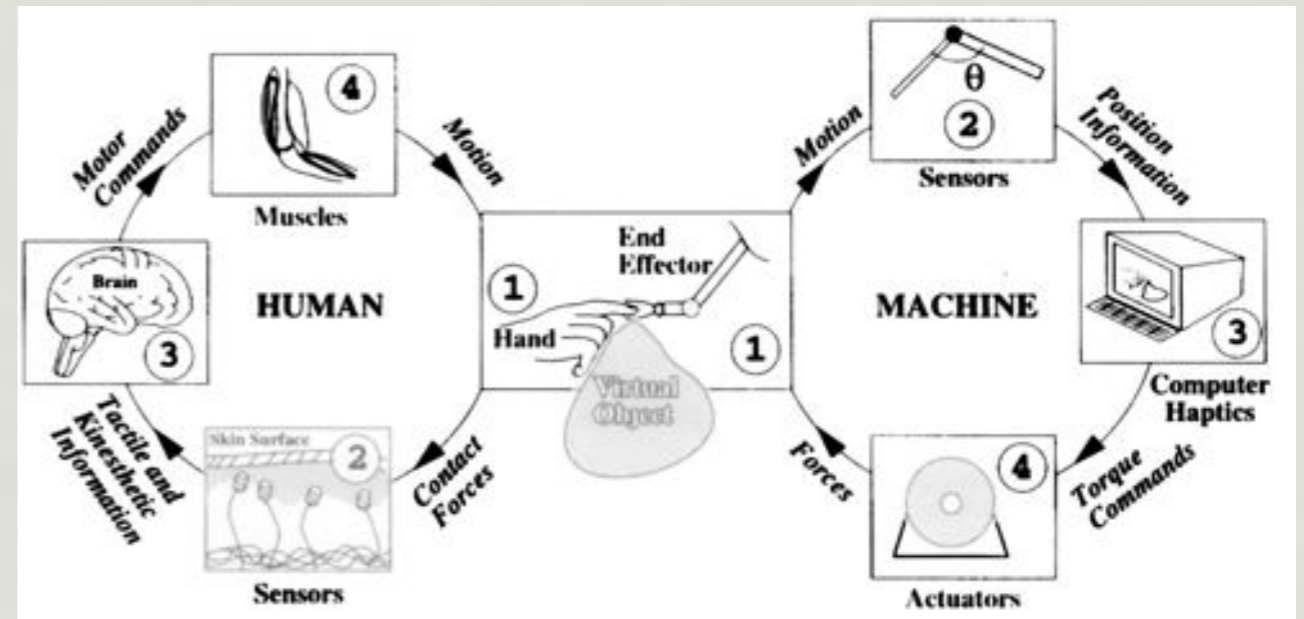 4
Muscles
Motor
Commands
Motion
Brain
3
HUMAN
Tactile and
Kinesthetic
Information
Skin Surface
2
Sensors
Contact
Forces
1
Hand
End
Effector
1
Virtual
Object
Motion
θ
2
Sensors
Position
Information
MACHINE
3
Computer
Haptics
Torque
Commands
4
Actuators
Forces